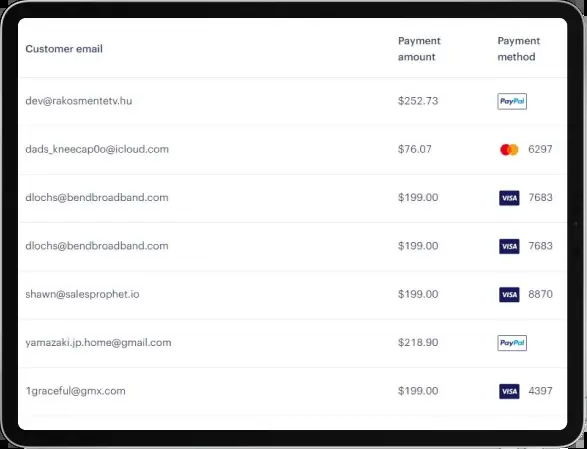 Customer email Payment amount Payment method
dev@rakosmentetv.hu $252.73 PayPal
dads_kneecap0o@icloud.com $76.07 6297
dlochs@bendbroadband.com $199.00 VISA 7683
dlochs@bendbroadband.com $199.00 VISA 7683
shawn@salesprophet.io $199.00 VISA 8870
yamazaki.jp.home@gmail.com $218.90 PayPal
1graceful@gmx.com $199.00 VISA 4397